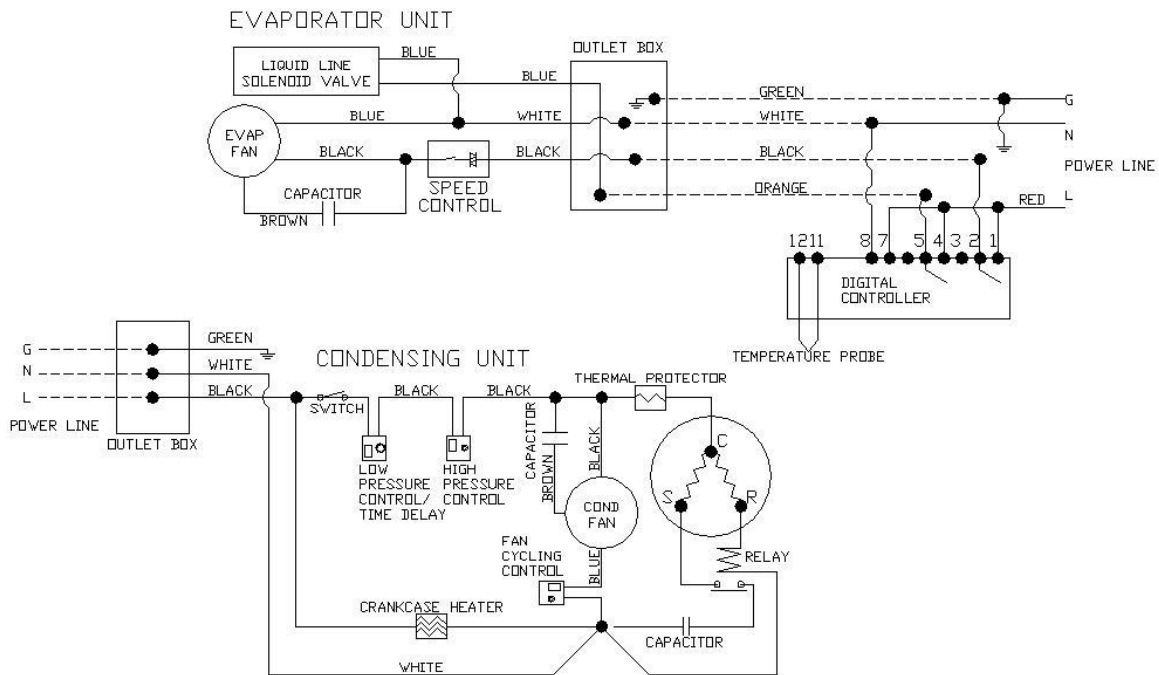 EVAPORATOR UNIT
LIQUID LINE
SOLENOID VALVE
BLUE
BLUE
OUTLET BOX
GREEN
G
EVAP
FAN
BLUE
WHITE
WHITE
N
BLACK
BLACK
BLACK
POWER LINE
SPEED
CONTROL
CAPACITOR
BROWN
ORANGE
RED
L
12 11 8 7 5 4 3 2 1
DIGITAL
CONTROLLER
TEMPERATURE PROBE
CONDENSING UNIT
G
GREEN
N
WHITE
L
BLACK
POWER LINE
OUTLET BOX
SWITCH
BLACK
BLACK
LOW
PRESSURE
CONTROL/
TIME DELAY
HIGH
PRESSURE
CONTROL
CAPACITOR
BROWN
BLACK
THERMAL PROTECTOR
C
S
R
COND
FAN
FAN
CYCLING
CONTROL
BLUE
RELAY
CRANKCASE HEATER
CAPACITOR
WHITE